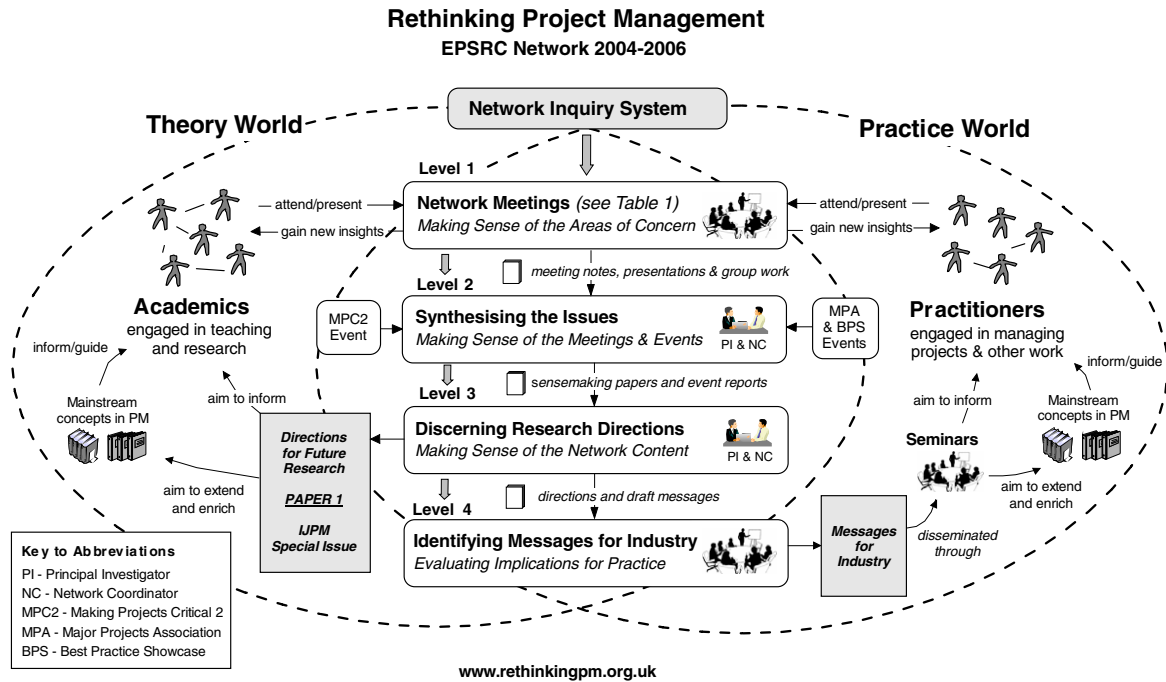 Rethinking Project Management
EPSRC Network 2004-2006
Network Inquiry System
Theory World
Practice World
Level 1
Network Meetings (see Table 1)
Making Sense of the Areas of Concern
attend/present
gain new insights
attend/present
gain new insights
meeting notes, presentations & group work
Academics
engaged in teaching
and research
Practitioners
engaged in managing
projects & other work
Level 2
MPC2
Event
Synthesising the Issues
Making Sense of the Meetings & Events
PI & NC
MPA
& BPS
Events
sensemaking papers and event reports
inform/guide
Mainstream
concepts in PM
aim to inform
aim to extend
and enrich
Directions
for Future
Research
PAPER 1
IJPM
Special Issue
Level 3
Discerning Research Directions
Making Sense of the Network Content
PI & NC
directions and draft messages
Level 4
Identifying Messages for Industry
Evaluating Implications for Practice
Messages
for
Industry
disseminated
through
Seminars
aim to inform
aim to extend
and enrich
inform/guide
Mainstream
concepts in PM
Key to Abbreviations
PI - Principal Investigator
NC - Network Coordinator
MPC2 - Making Projects Critical 2
MPA - Major Projects Association
BPS - Best Practice Showcase
www.rethinkingpm.org.uk